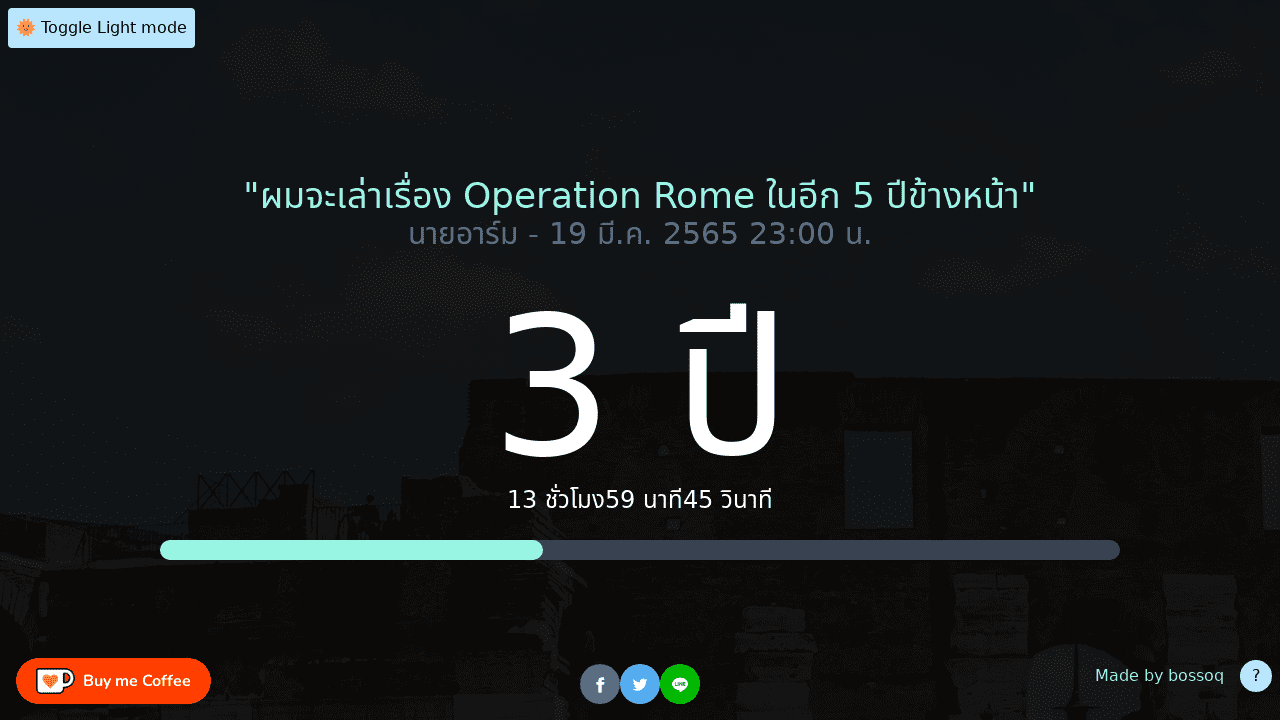 🌞 Toggle Light mode
"ผมจะเล่าเรื่อง Operation Rome ในอีก 5 ปีข้างหน้า"
นายอาร์ม - 19 มี.ค. 2565 23:00 น.
3 ปี
13 ชั่วโมง59 นาที45 วินาที
Buy me Coffee
LINE
Made by bossoq
?